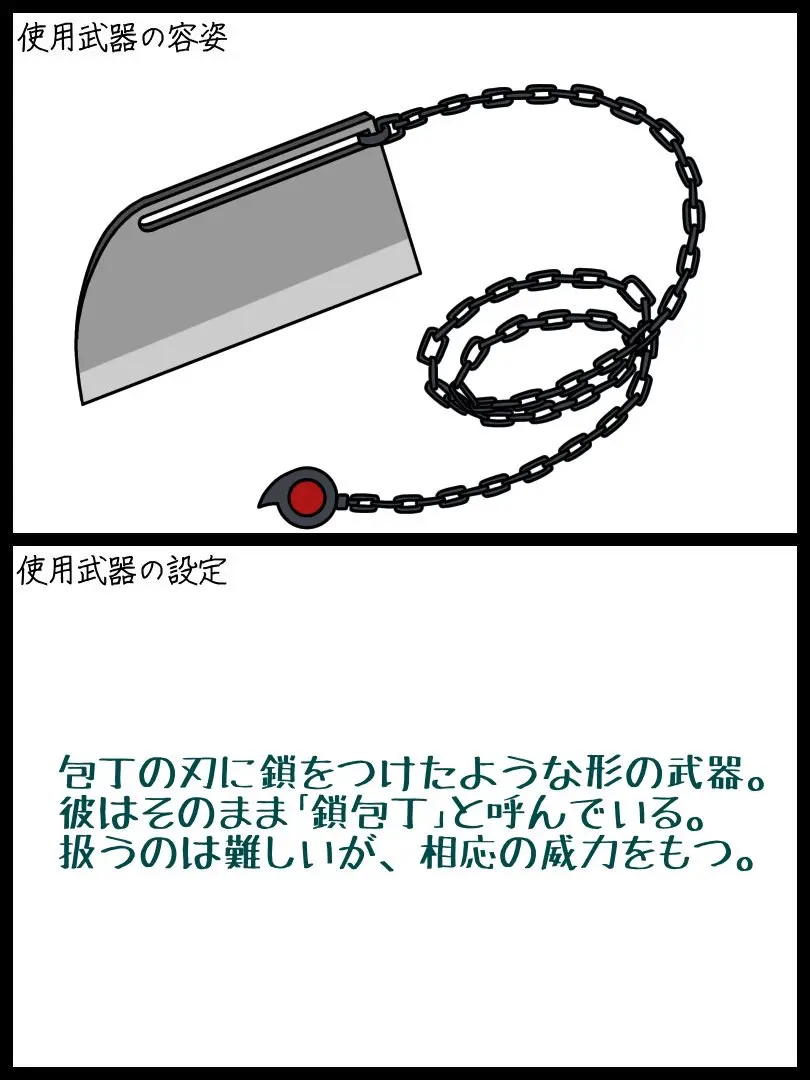 使用武器の容姿
使用武器の設定
包丁の刃に鎖をつけたような形の武器。
彼はそのまま「鎖包丁」と呼んでいる。
扱うのは難しいが、相応の威力をもつ。